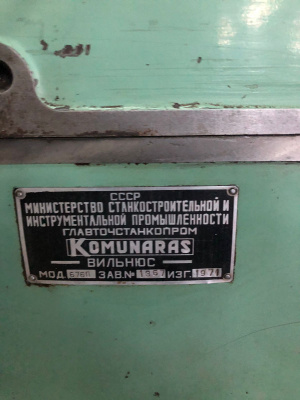 СССР
МИНИСТЕРСТВО СТАНКОСТРОИТЕЛЬНОЙ И
ИНСТРУМЕНТАЛЬНОЙ ПРОМЫШЛЕННОСТИ
ГЛАВТОЧСТАНКОПРОМ
KOMUNARAS
ВИЛЬНЮС
МОД. ЗАВ.№ ИЗГ. 1971